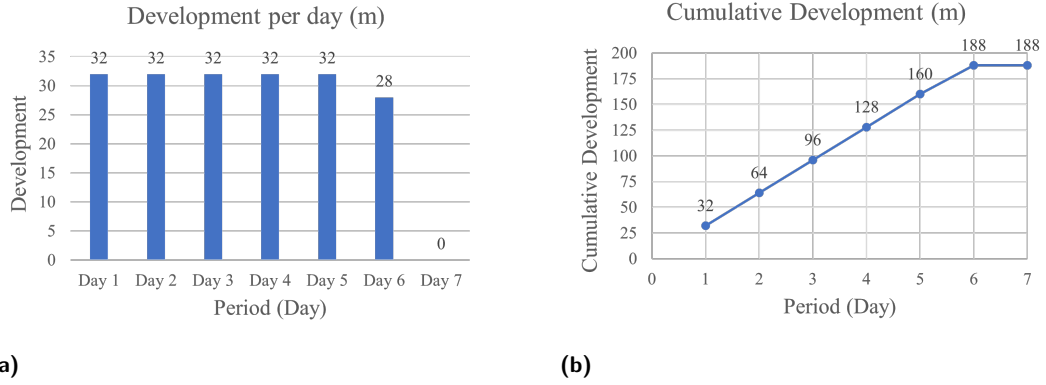 Development per day (m)
35
30
25
20
15
10
5
0
Development
32 32 32 32 32 28 0
Day 1 Day 2 Day 3 Day 4 Day 5 Day 6 Day 7
Period (Day)
a)
Cumulative Development (m)
200
175
150
125
100
75
50
25
0
Cumulative Development
32 64 96 128 160 188 188
0 1 2 3 4 5 6 7
Period (Day)
(b)